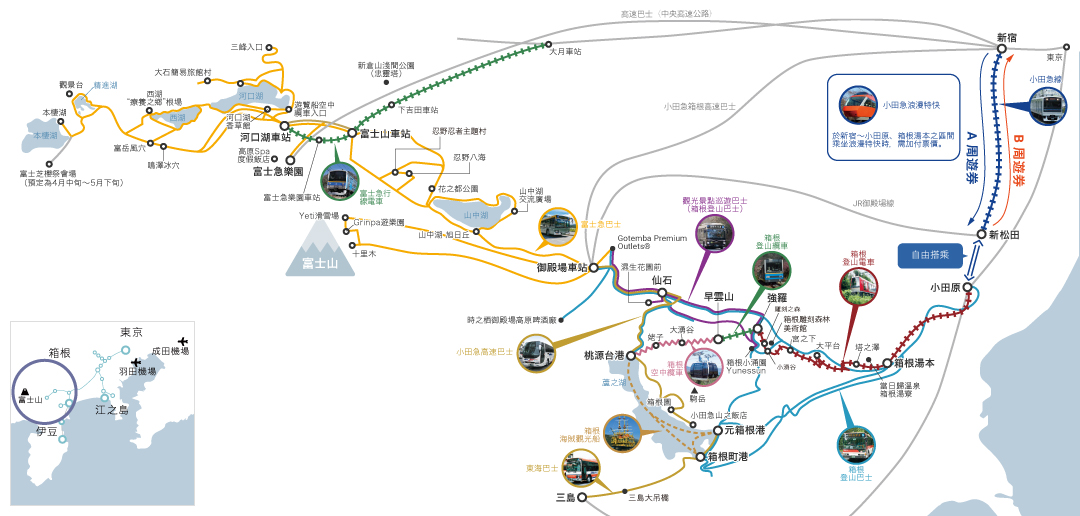 高速巴士（中央高速公路）
新宿
東京
三峰入口
大月車站
新倉山淺間公園
（忠靈塔）
大石簡易旅館村
觀景台
精進湖
西湖
"療養之鄉"根場
河口湖
遊覽船空中
纜車入口
下吉田車站
小田急線
小田急箱根高速巴士
小田急浪漫特快
於新宿～小田原、箱根湯本之區間
乘坐浪漫特快時，需加付票價。
A周遊券
B周遊券
本栖湖
本栖湖
西湖
河口湖~
香草館
河口湖車站
富士山車站
忍野忍者主題村
富岳風穴
鳴澤冰穴
高原Spa
度假飯店
富士急樂園
忍野八海
富士芝櫻祭會場
（預定為4月中旬～5月下旬）
富士急樂園車站
富士急行
線電車
花之都公園
山中湖
交流廣場
山中湖
山中湖·旭日丘
富士急巴士
觀光景點巡遊巴士
（箱根登山巴士）
JR御殿場線
新松田
Yeti滑雪場
Grinpa遊樂園
十里木
富士山
Gotemba Premium
Outlets®
御殿場車站
濕生花園前
箱根
登山纜車
箱根
登山電車
自由搭乘
小田原
仙石
早雲山
強羅
雕刻之森
箱根雕刻森林
美術館
宮之下
大平台
塔之澤
箱根湯本
時之栖御殿場高原啤酒廠
小田急高速巴士
姥子
大湧谷
桃源台港
箱根
空中纜車
箱根小涌園
Yunessun
小涌谷
當日歸溫泉
箱根湯寮
駒岳
蘆之湖
箱根園
小田急山之飯店
元箱根港
箱根
海賊觀光船
箱根町港
箱根
登山巴士
東海巴士
三島
三島大吊橋
東京
成田機場
箱根
羽田機場
富士山
江之島
伊豆